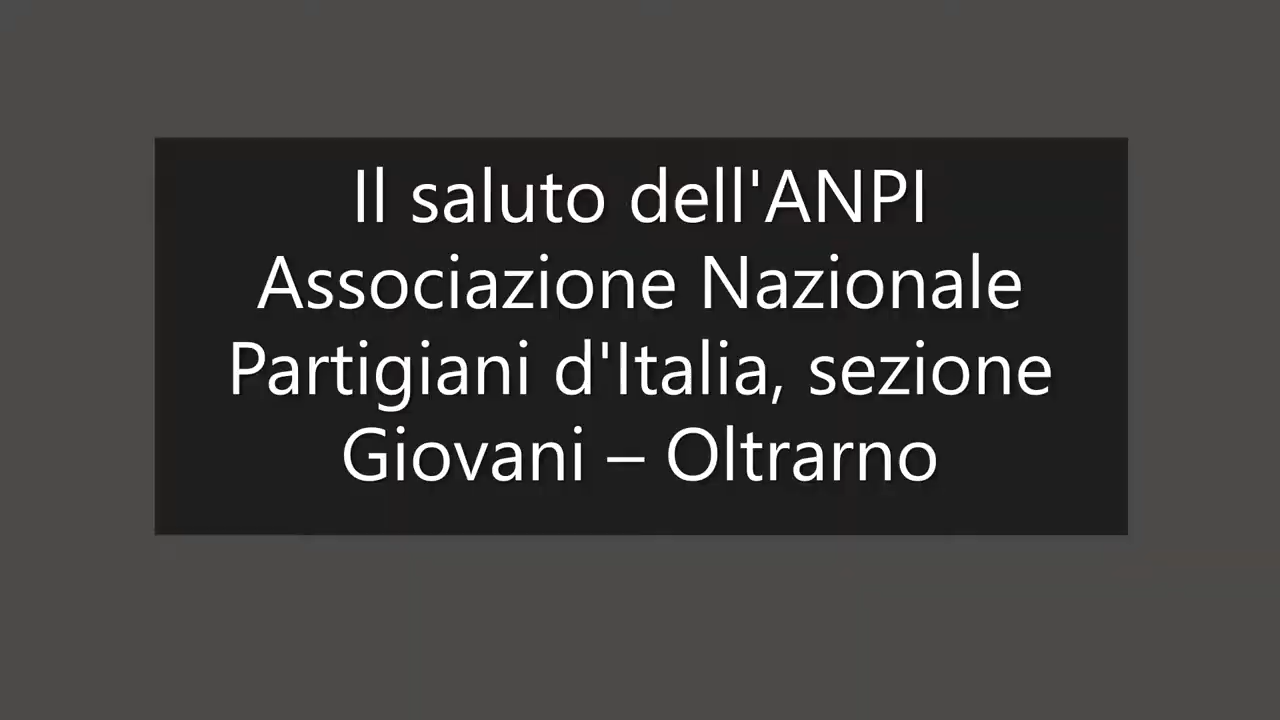 Il saluto dell'ANPI
Associazione Nazionale
Partigiani d'Italia, sezione
Giovani – Oltrarno